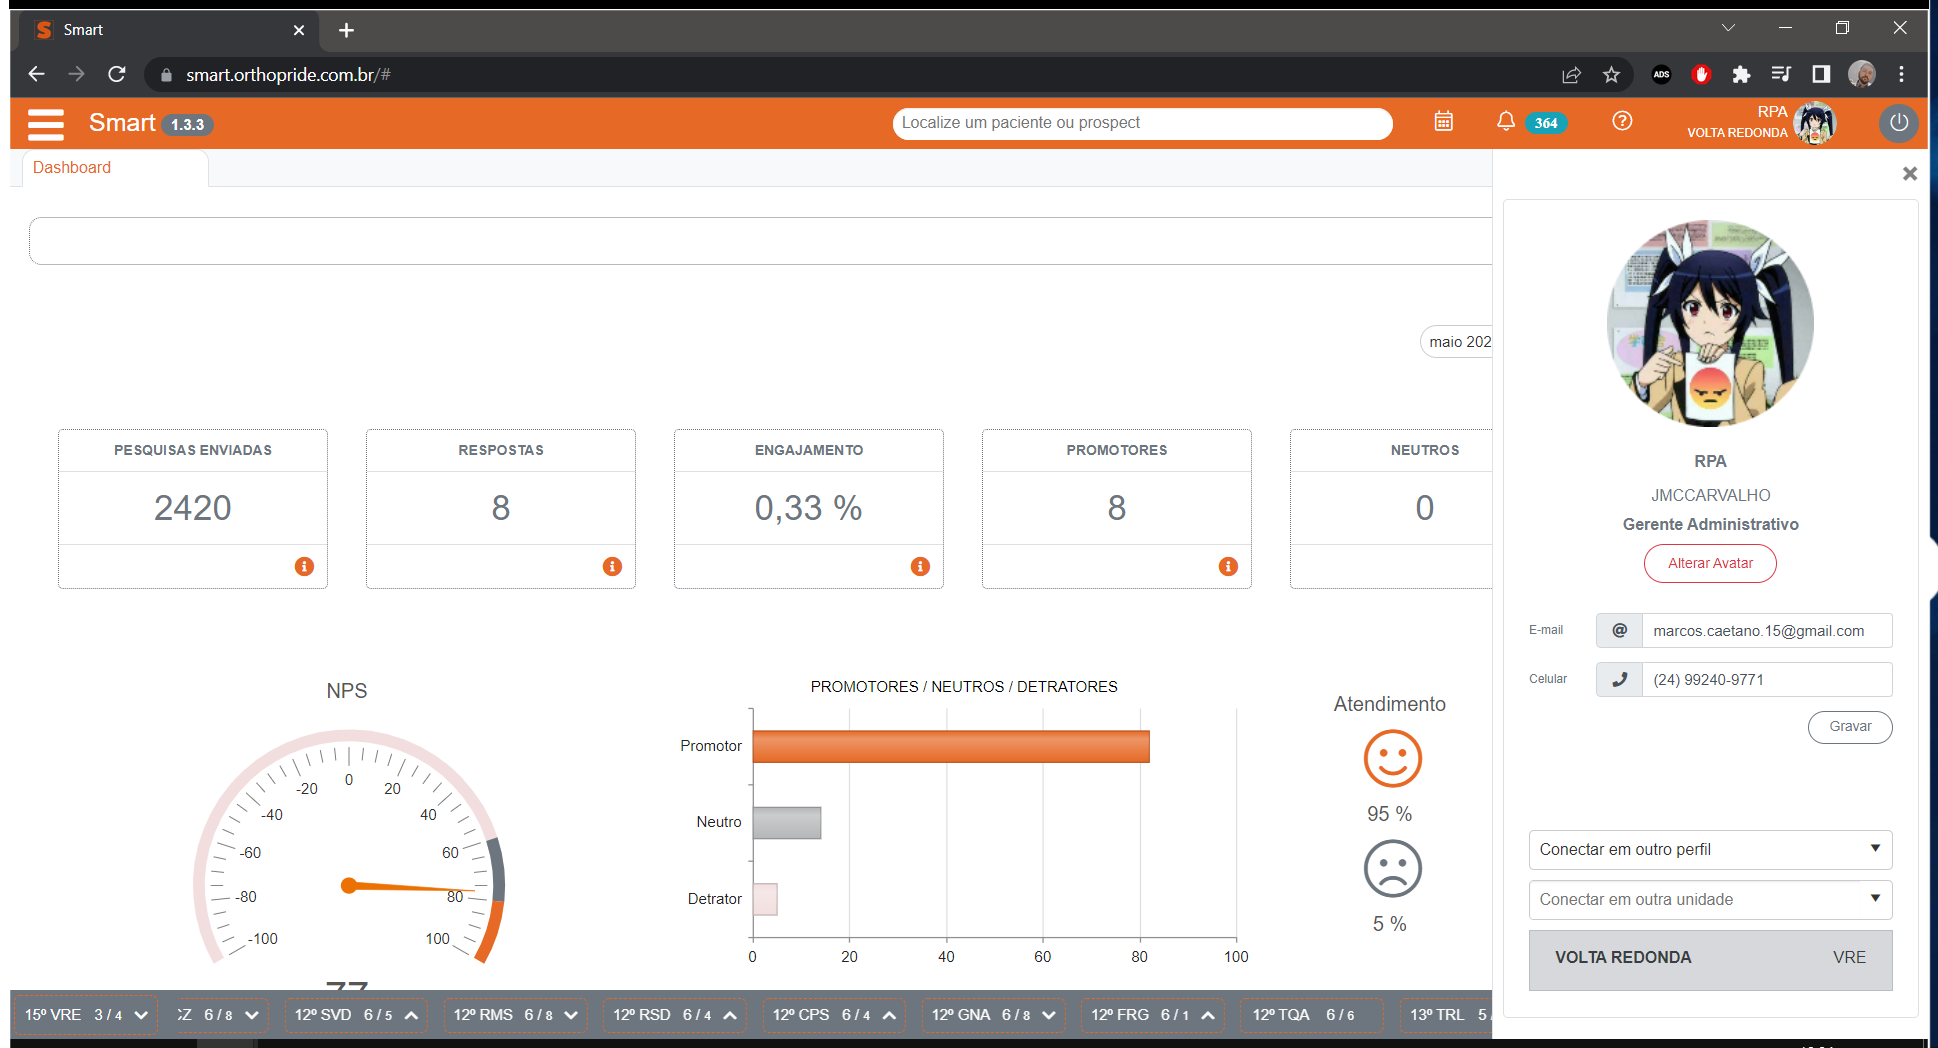 Smart
smart.orthopride.com.br/#
ADS
Smart 1.3.3
Localize um paciente ou prospect
364
RPA
VOLTA REDONDA
Dashboard
maio 202
PESQUISAS ENVIADAS
2420
RESPOSTAS
8
ENGAJAMENTO
0,33 %
PROMOTORES
8
NEUTROS
0
NPS
-100
-80
-60
-40
-20
0
20
40
60
80
100
77
PROMOTORES / NEUTROS / DETRATORES
Promotor
Neutro
Detrator
0 20 40 60 80 100
Atendimento
95 %
5 %
RPA
JMCCARVALHO
Gerente Administrativo
Alterar Avatar
E-mail
@
marcos.caetano.15@gmail.com
Celular
(24) 99240-9771
Gravar
Conectar em outro perfil
Conectar em outra unidade
VOLTA REDONDA VRE
15º VRE 3 / 4
Z 6 / 8
12º SVD 6 / 5
12º RMS 6 / 8
12º RSD 6 / 4
12º CPS 6 / 4
12º GNA 6 / 8
12º FRG 6 / 1
12º TQA 6 / 6
13º TRL 5 /